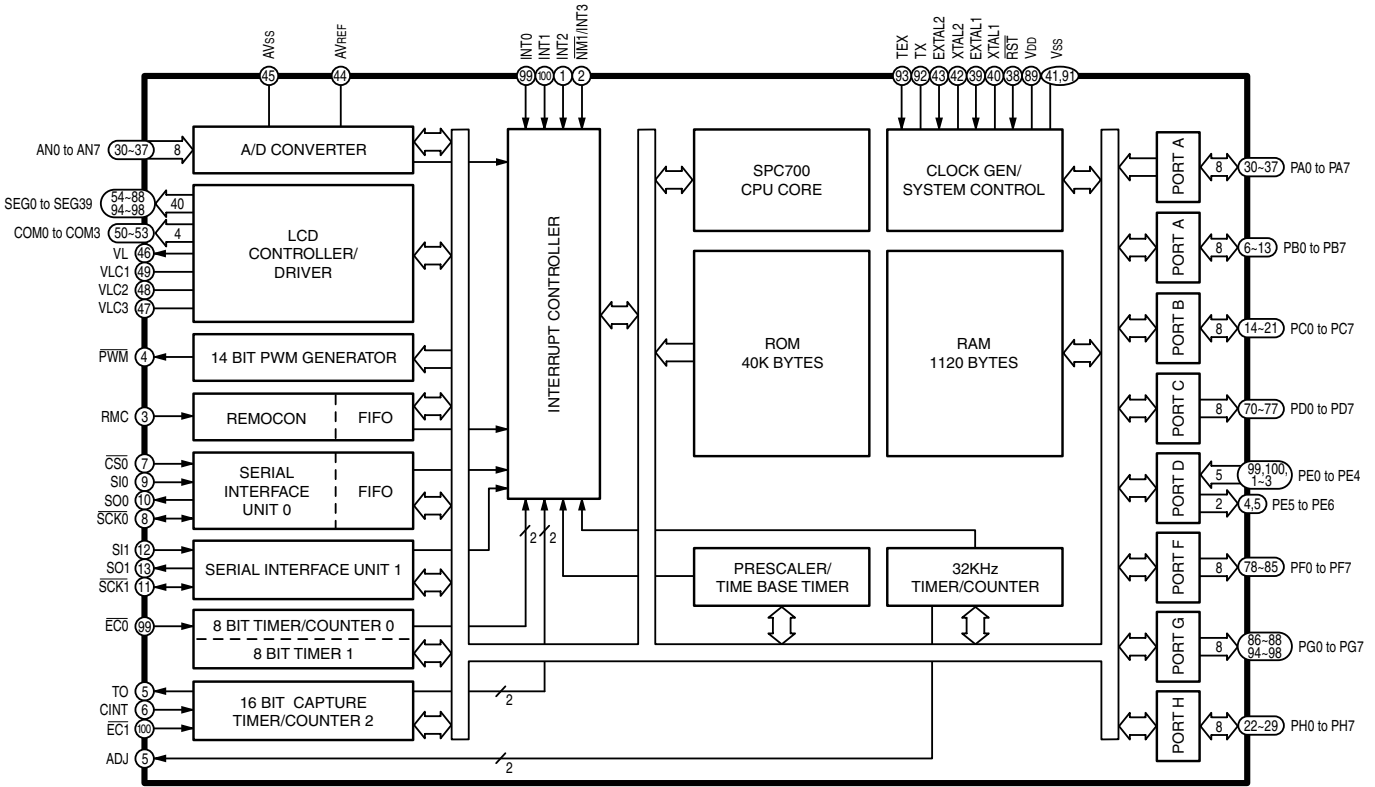 AVSS
AVREF
INT0
INT1
INT2
NM1/INT3
TEX
TX
EXTAL2
XTAL2
EXTAL1
XTAL1
RST
VDD
VSS
45
44
99
100
1
2
93
92
43
42
39
40
38
89
41,91
AN0 to AN7
30~37
8
A/D CONVERTER
SEG0 to SEG39
54~88
94~98
40
COM0 to COM3
50~53
4
VL
46
VLC1
49
VLC2
48
VLC3
47
LCD
CONTROLLER/
DRIVER
PWM
4
14 BIT PWM GENERATOR
RMC
3
REMOCON
FIFO
CS0
7
SI0
9
SO0
10
SCK0
8
SERIAL
INTERFACE
UNIT 0
FIFO
SI1
12
SO1
13
SCK1
11
SERIAL INTERFACE UNIT 1
EC0
99
8 BIT TIMER/COUNTER 0
8 BIT TIMER 1
TO
5
CINT
6
EC1
100
16 BIT CAPTURE
TIMER/COUNTER 2
2
ADJ
5
2
INTERRUPT CONTROLLER
2
2
SPC700
CPU CORE
CLOCK GEN/
SYSTEM CONTROL
ROM
40K BYTES
RAM
1120 BYTES
PRESCALER/
TIME BASE TIMER
32KHz
TIMER/COUNTER
PORT A
8
30~37
PA0 to PA7
PORT A
8
6~13
PB0 to PB7
PORT B
8
14~21
PC0 to PC7
PORT C
8
70~77
PD0 to PD7
PORT D
5
99,100,
1~3
PE0 to PE4
2
4,5
PE5 to PE6
PORT F
8
78~85
PF0 to PF7
PORT G
8
86~88
94~98
PG0 to PG7
PORT H
8
22~29
PH0 to PH7